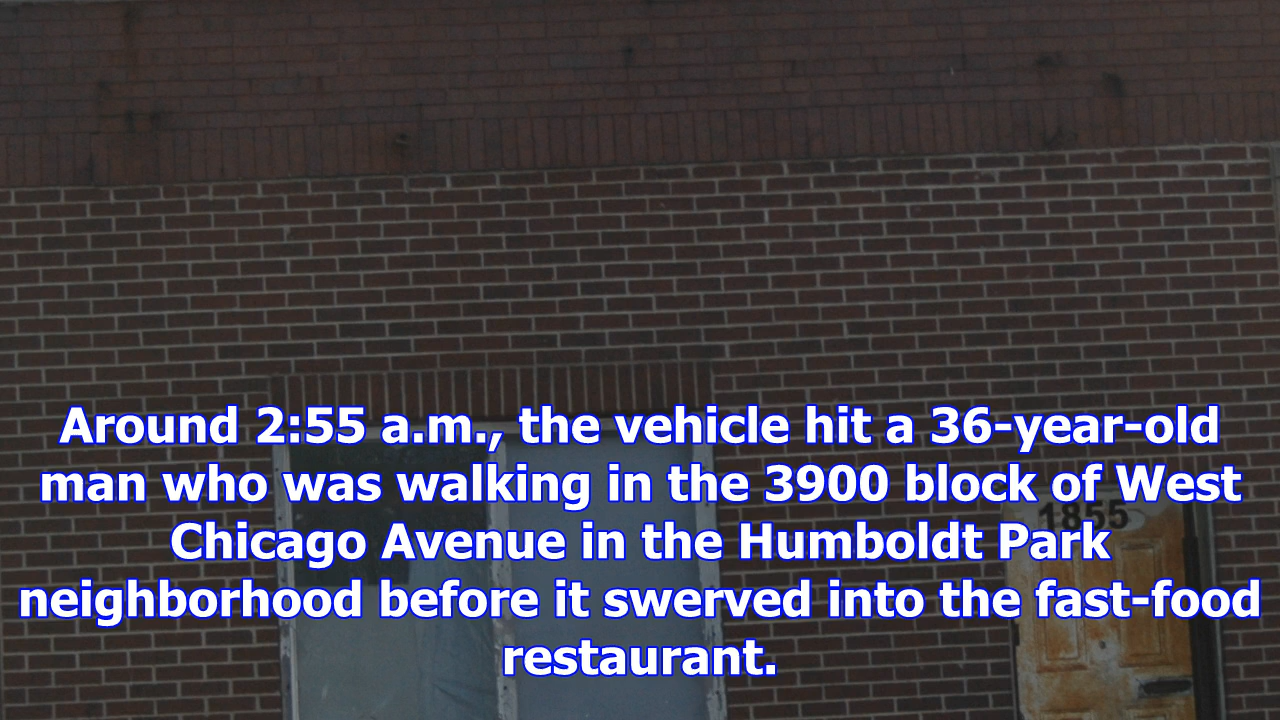 Around 2:55 a.m., the vehicle hit a 36-year-old
man who was walking in the 3900 block of West
1855
Chicago Avenue in the Humboldt Park
neighborhood before it swerved into the fast-food
restaurant.